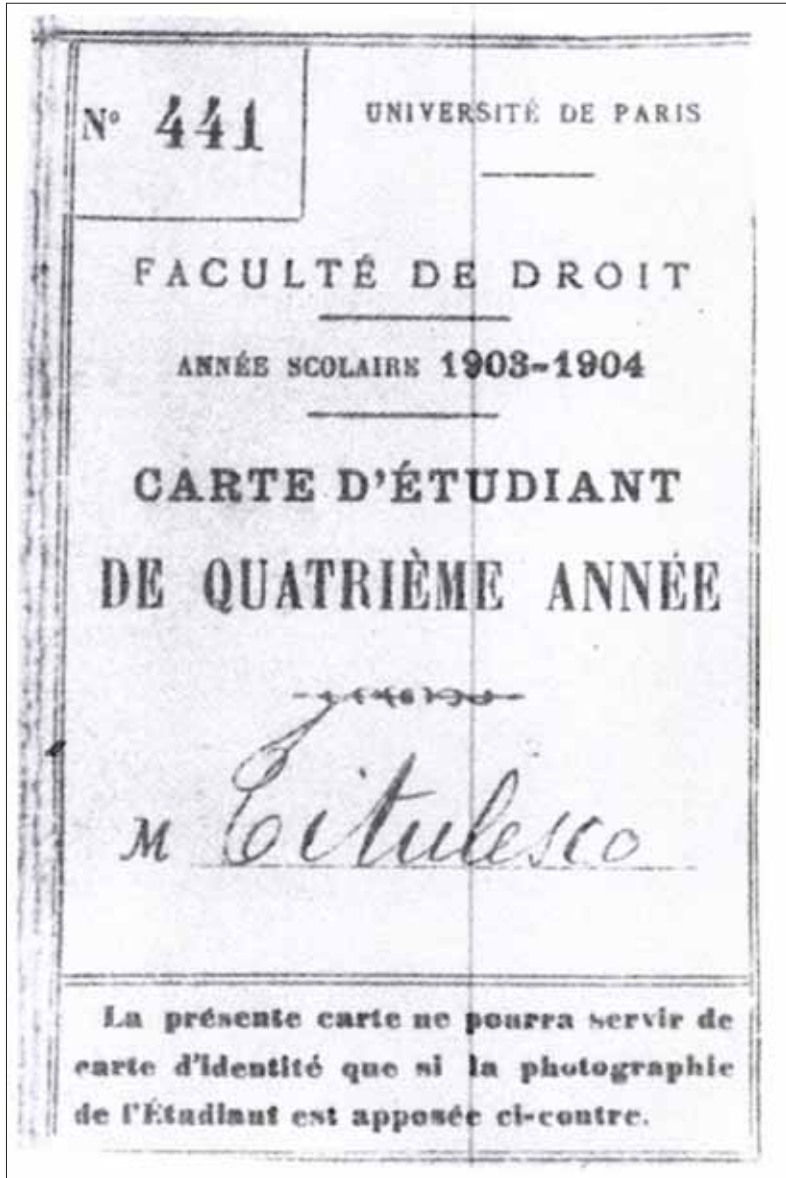 Nº 441
UNIVERSITÉ DE PARIS
FACULTÉ DE DROIT
ANNÉE SCOLAIRE 1903-1904
CARTE D'ÉTUDIANT
DE QUATRIÈME ANNÉE
M Titulesco
La présente carte ne pourra servir de
carte d'identité que si la photographie
de l'Étudiant est apposée ci-contre.